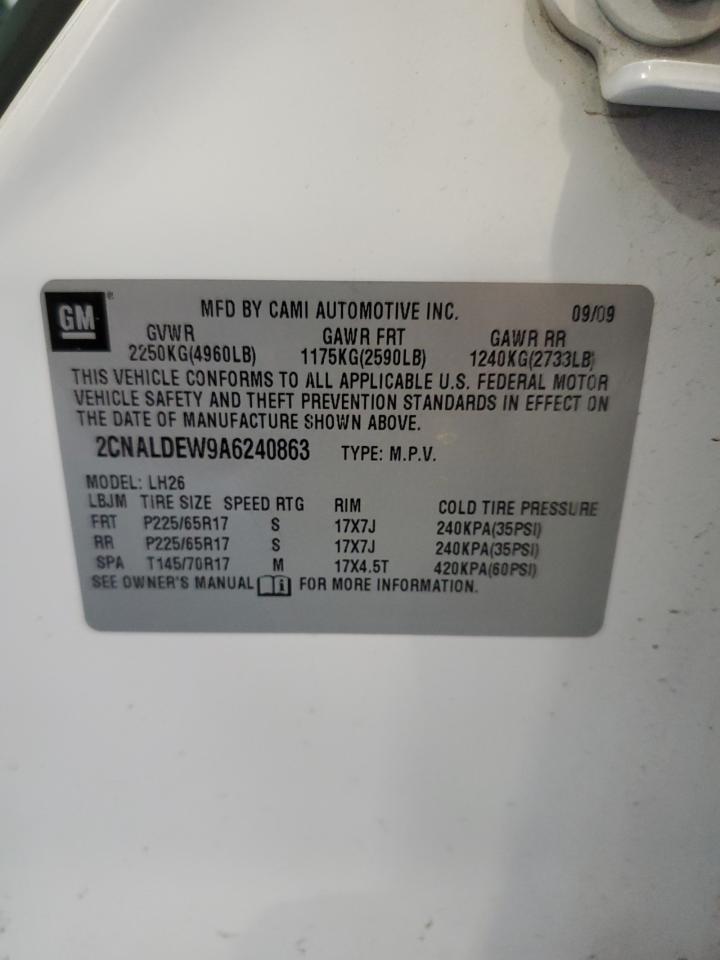 GM® MFD BY CAMI AUTOMOTIVE INC. 09/09
GVWR GAWR FRT GAWR RR
2250KG(4960LB) 1175KG(2590LB) 1240KG(2733LB)
THIS VEHICLE CONFORMS TO ALL APPLICABLE U.S. FEDERAL MOTOR
VEHICLE SAFETY AND THEFT PREVENTION STANDARDS IN EFFECT ON
THE DATE OF MANUFACTURE SHOWN ABOVE.
2CNALDEW9A6240863 TYPE: M.P.V.
MODEL: LH26
LBJM TIRE SIZE SPEED RTG RIM COLD TIRE PRESSURE
FRT P225/65R17 S 17X7J 240KPA(35PSI)
RR P225/65R17 S 17X7J 240KPA(35PSI)
SPA T145/70R17 M 17X4.5T 420KPA(60PSI)
SEE OWNER'S MANUAL FOR MORE INFORMATION.